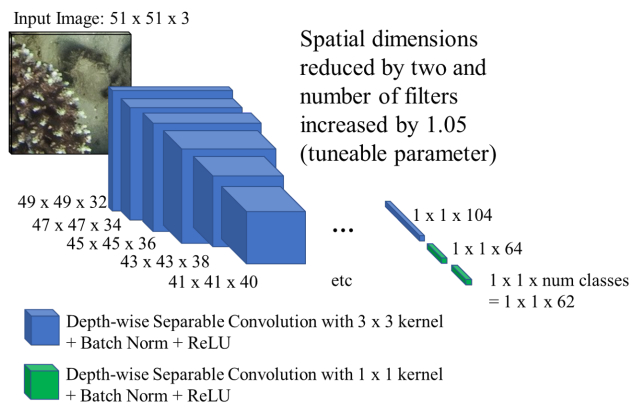 Input Image: 51 x 51 x 3
Spatial dimensions
reduced by two and
number of filters
increased by 1.05
(tuneable parameter)
49 x 49 x 32
47 x 47 x 34
45 x 45 x 36
43 x 43 x 38
41 x 41 x 40
...
etc
1 x 1 x 104
1 x 1 x 64
1 x 1 x num classes
= 1 x 1 x 62
Depth-wise Separable Convolution with 3 x 3 kernel
+ Batch Norm + ReLU
Depth-wise Separable Convolution with 1 x 1 kernel
+ Batch Norm + ReLU